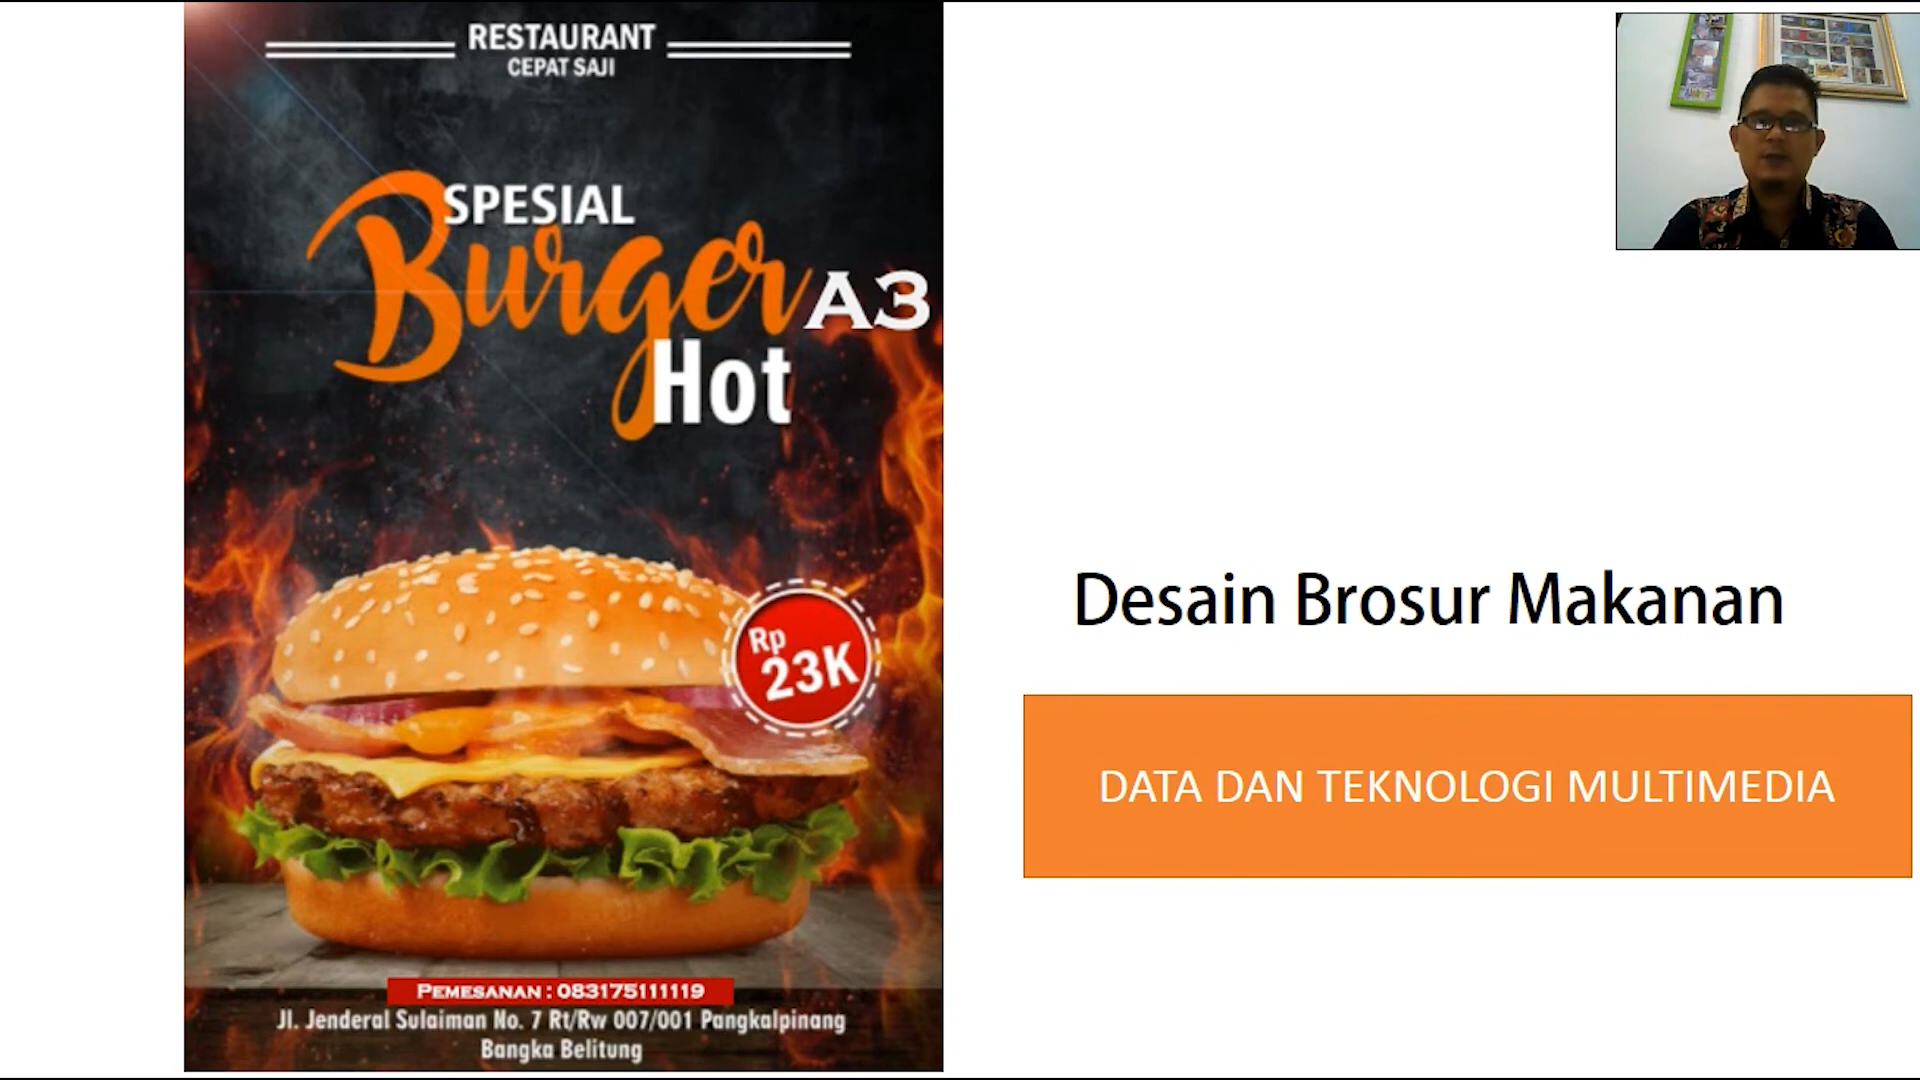 RESTAURANT
CEPAT SAJI
SPESIAL
Burger A3
Hot
Rp
23K
PEMESANAN : 083175111119
Jl. Jenderal Sulaiman No. 7 Rt/Rw 007/001 Pangkalpinang
Bangka Belitung
Desain Brosur Makanan
DATA DAN TEKNOLOGI MULTIMEDIA